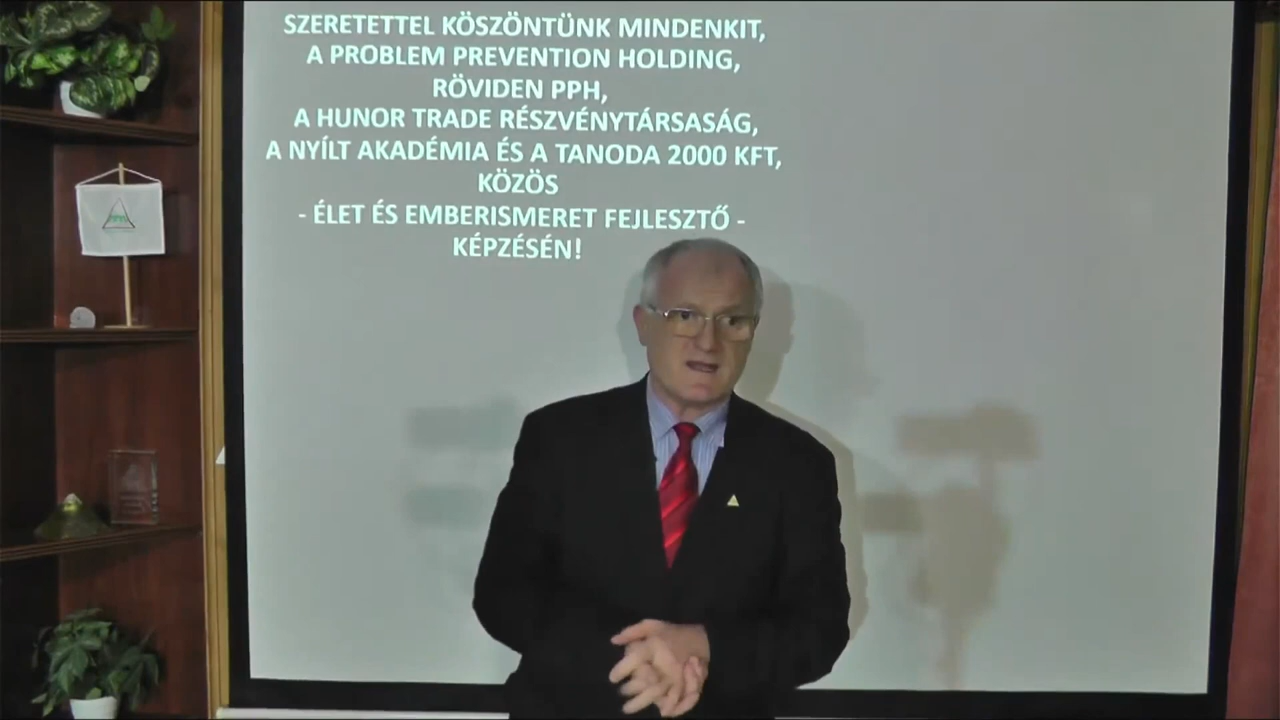 SZERETETTEL KÖSZÖNTÜNK MINDENKIT,
A PROBLEM PREVENTION HOLDING,
RÖVIDEN PPH,
A HUNOR TRADE RÉSZVÉNYTÁRSASÁG,
A NYÍLT AKADÉMIA ÉS A TANODA 2000 KFT,
KÖZÖS
- ÉLET ÉS EMBERISMERET FEJLESZTŐ -
KÉPZÉSÉN!